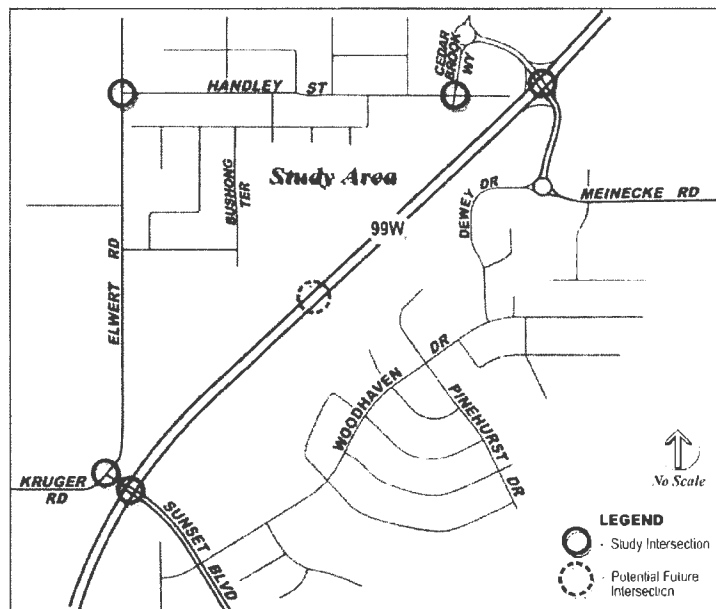 CEDAR
BROOK
WY
HANDLEY ST
Study Area
BUSHONG
TER
DEWEY DR
MEINECKE RD
99W
ELWERT RD
WOODHAVEN DR
PINEHURST DR
KRUGER
RD
SUNSET BLVD
No Scale
LEGEND
- Study Intersection
- Potential Future
Intersection